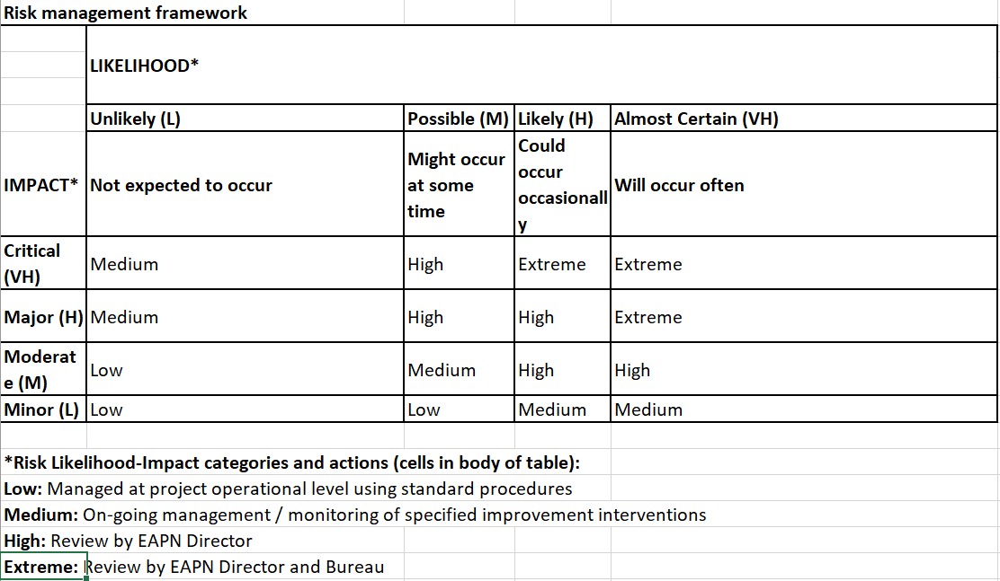 Risk management framework
LIKELIHOOD*
Unlikely (L) Possible (M) Likely (H) Almost Certain (VH)
IMPACT* Not expected to occur Might occur at some time Could occur occasionally Will occur often
Critical (VH) Medium High Extreme Extreme
Major (H) Medium High High Extreme
Moderate (M) Low Medium High High
Minor (L) Low Low Medium Medium
*Risk Likelihood-Impact categories and actions (cells in body of table):
Low: Managed at project operational level using standard procedures
Medium: On-going management / monitoring of specified improvement interventions
High: Review by EAPN Director
Extreme: Review by EAPN Director and Bureau